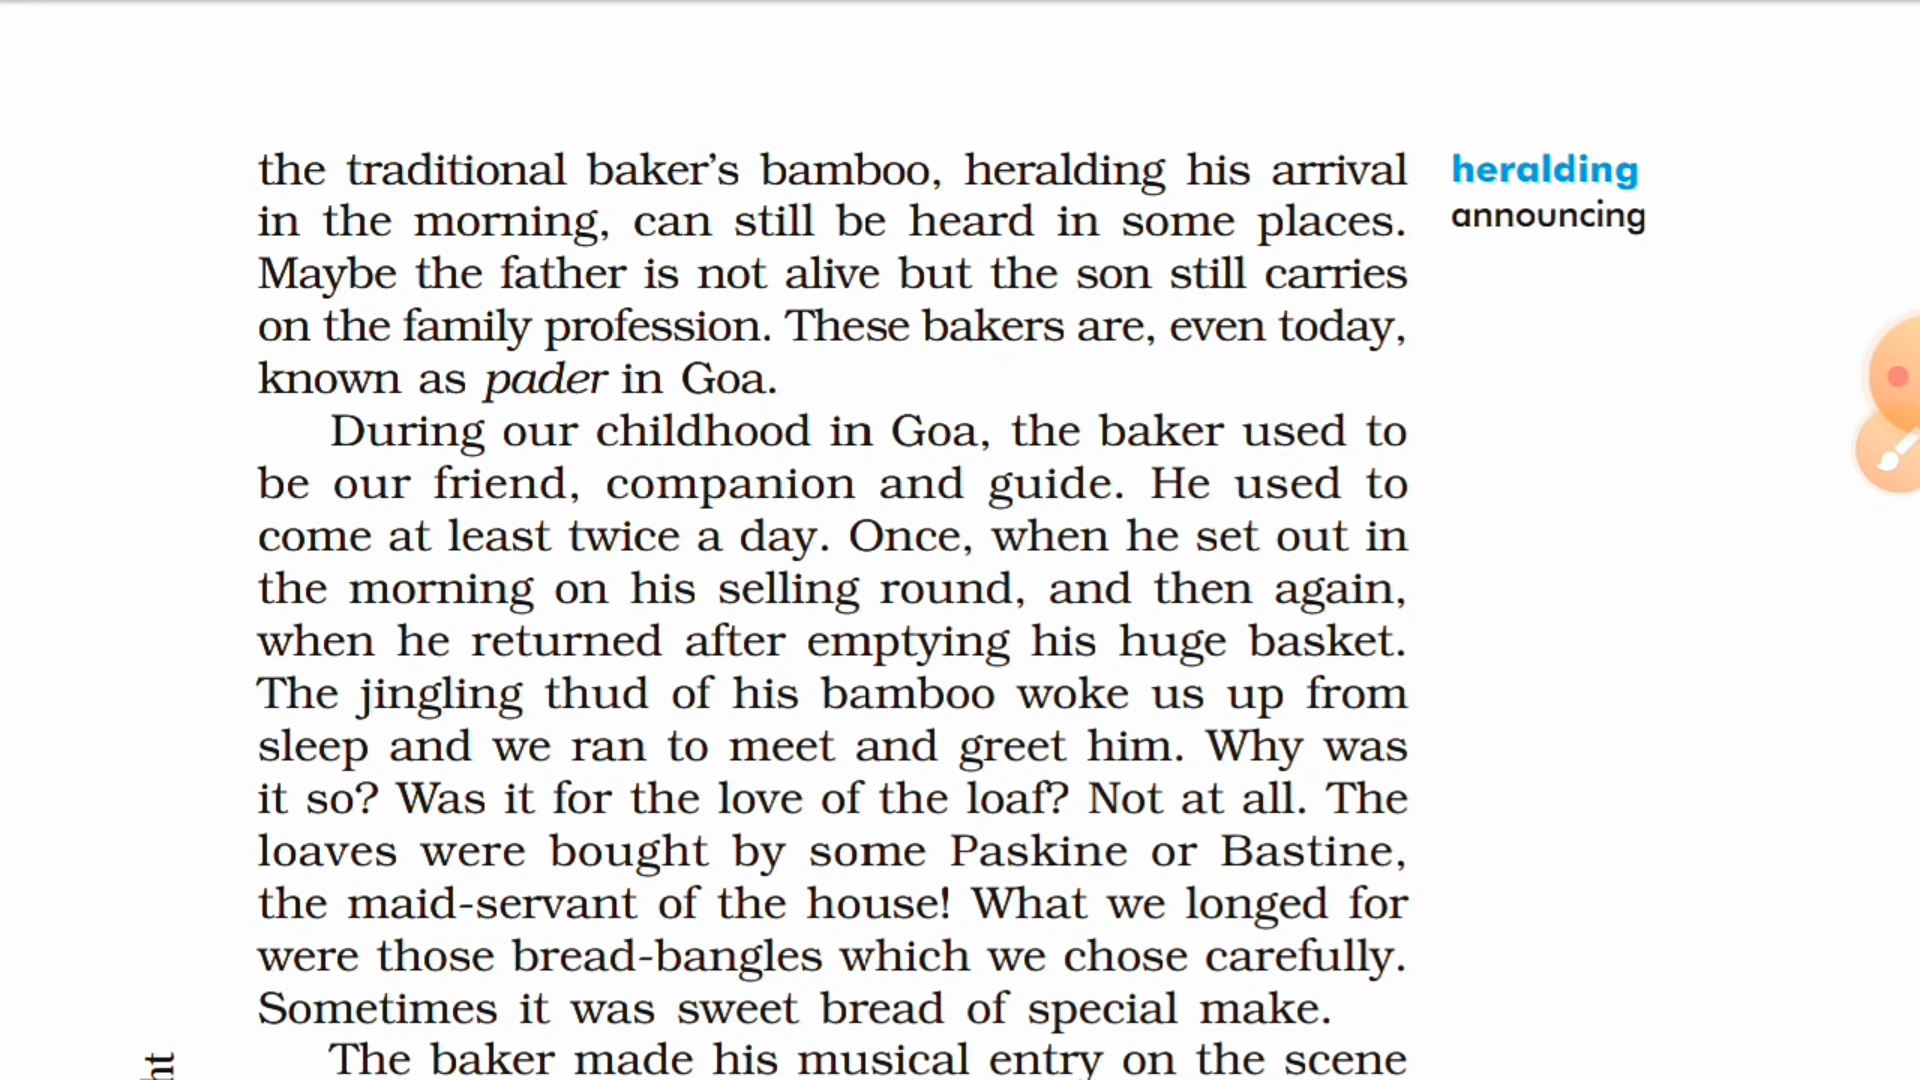 the traditional baker’s bamboo, heralding his arrival
in the morning, can still be heard in some places.
Maybe the father is not alive but the son still carries
on the family profession. These bakers are, even today,
known as pader in Goa.
During our childhood in Goa, the baker used to
be our friend, companion and guide. He used to
come at least twice a day. Once, when he set out in
the morning on his selling round, and then again,
when he returned after emptying his huge basket.
The jingling thud of his bamboo woke us up from
sleep and we ran to meet and greet him. Why was
it so? Was it for the love of the loaf? Not at all. The
loaves were bought by some Paskine or Bastine,
the maid-servant of the house! What we longed for
were those bread-bangles which we chose carefully.
Sometimes it was sweet bread of special make.
The baker made his musical entry on the scene
heralding
announcing
ht